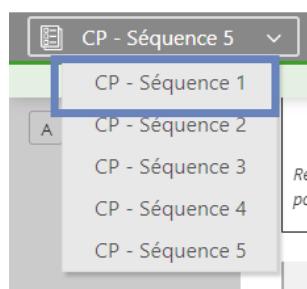 CP - Séquence 5
CP - Séquence 1
A
CP - Séquence 2
CP - Séquence 3
CP - Séquence 4
CP - Séquence 5